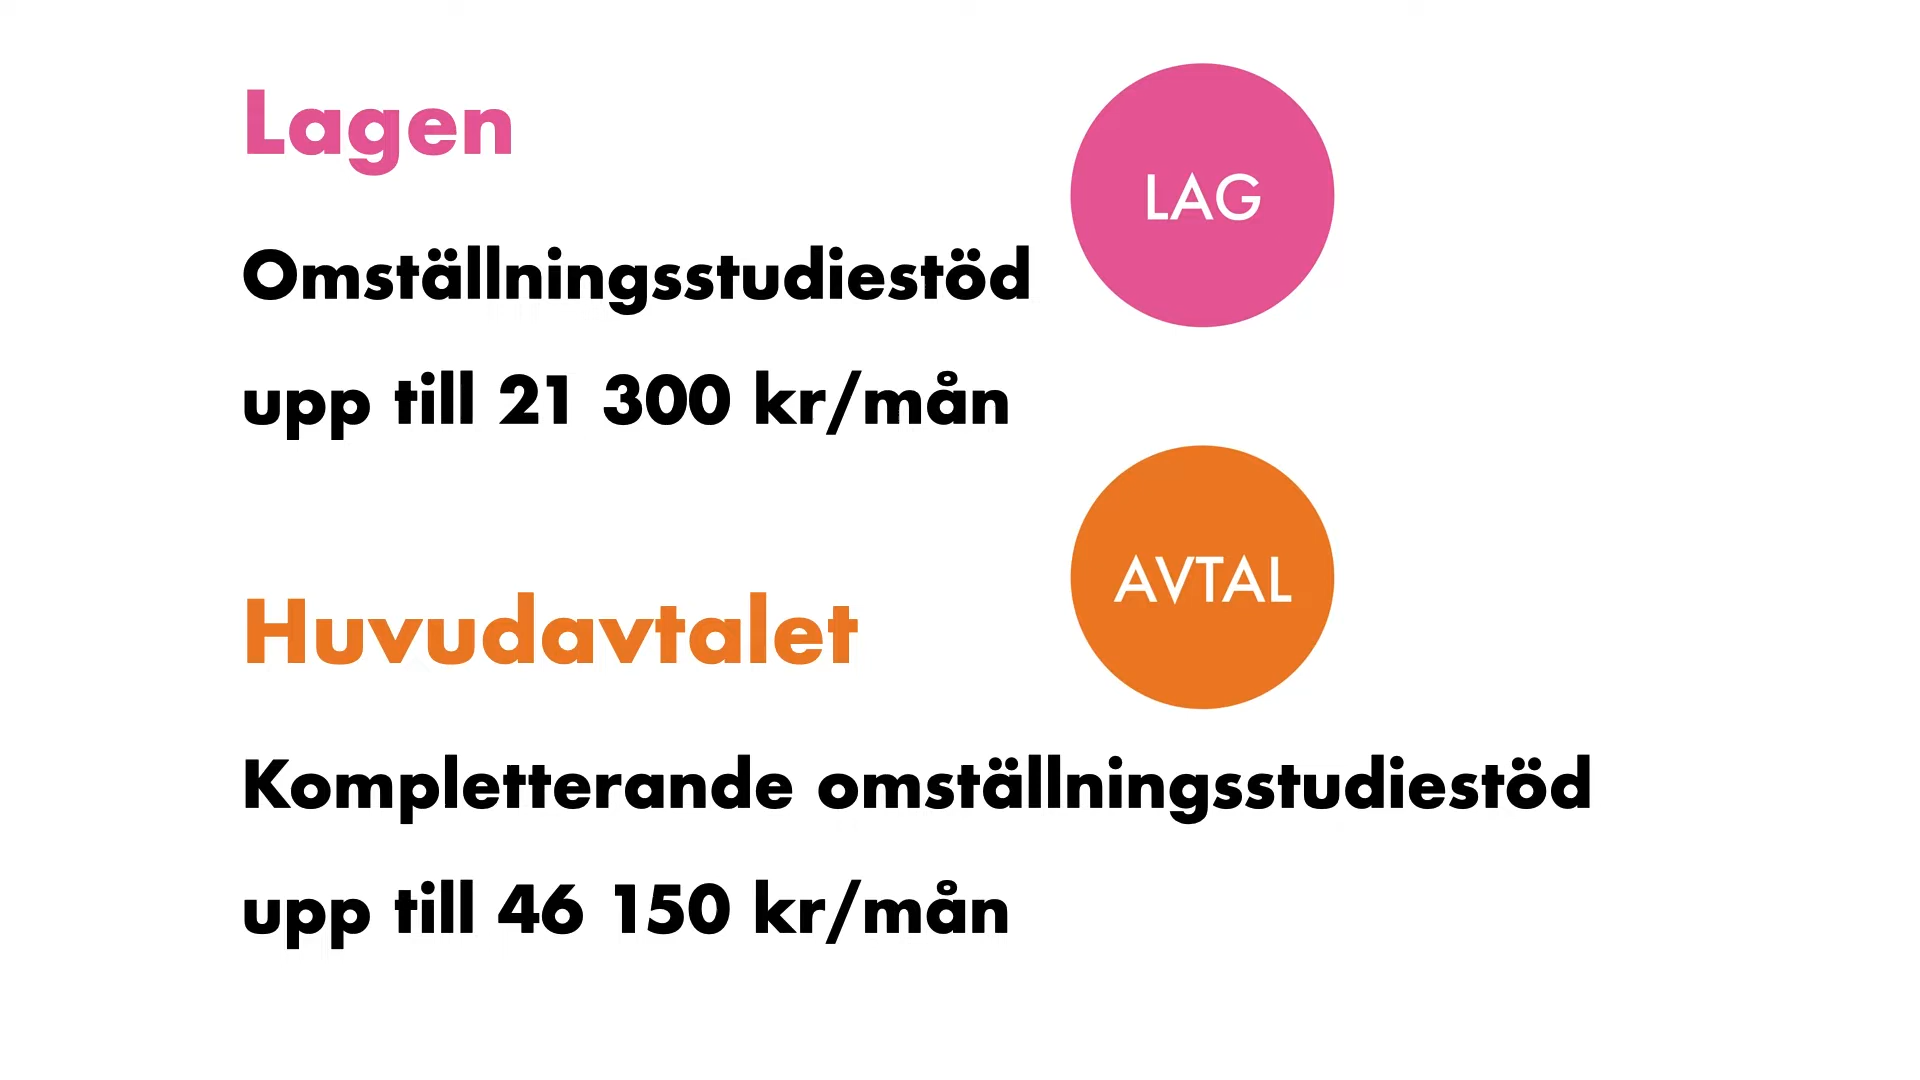 Lagen
LAG
Omställningsstudiestöd
upp till 21 300 kr/mån
Huvudavtalet
AVTAL
Kompletterande omställningsstudiestöd
upp till 46 150 kr/mån